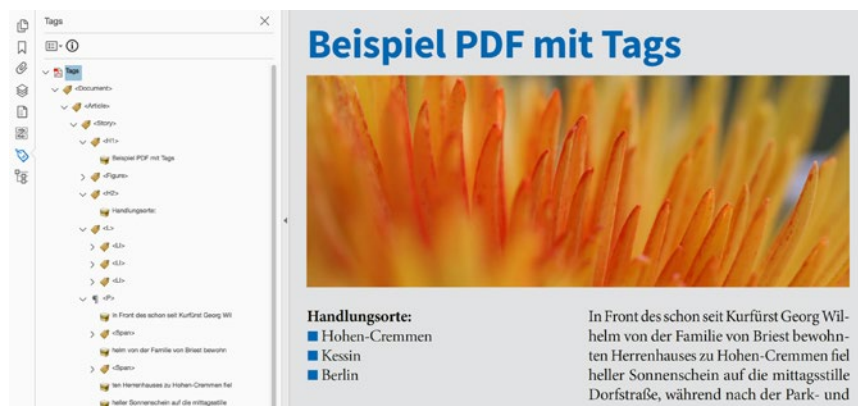 Tags
Tags
<Document>
<Article>
<Story>
<H1>
Beispiel PDF mit Tags
<Figure>
<H2>
Handlungsorte:
<L>
<LI>
<LI>
<LI>
<P>
In Front des schon seit Kurfürst Georg Wil
<Span>
helm von der Familie von Briest bewohn
<Span>
ten Herrenhauses zu Hohen-Cremmen fiel
heller Sonnenschein auf die mittagsstille
Beispiel PDF mit Tags
Handlungsorte:
Hohen-Cremmen
Kessin
Berlin
In Front des schon seit Kurfürst Georg Wil-
helm von der Familie von Briest bewohn-
ten Herrenhauses zu Hohen-Cremmen fiel
heller Sonnenschein auf die mittagsstille
Dorfstraße, während nach der Park- und